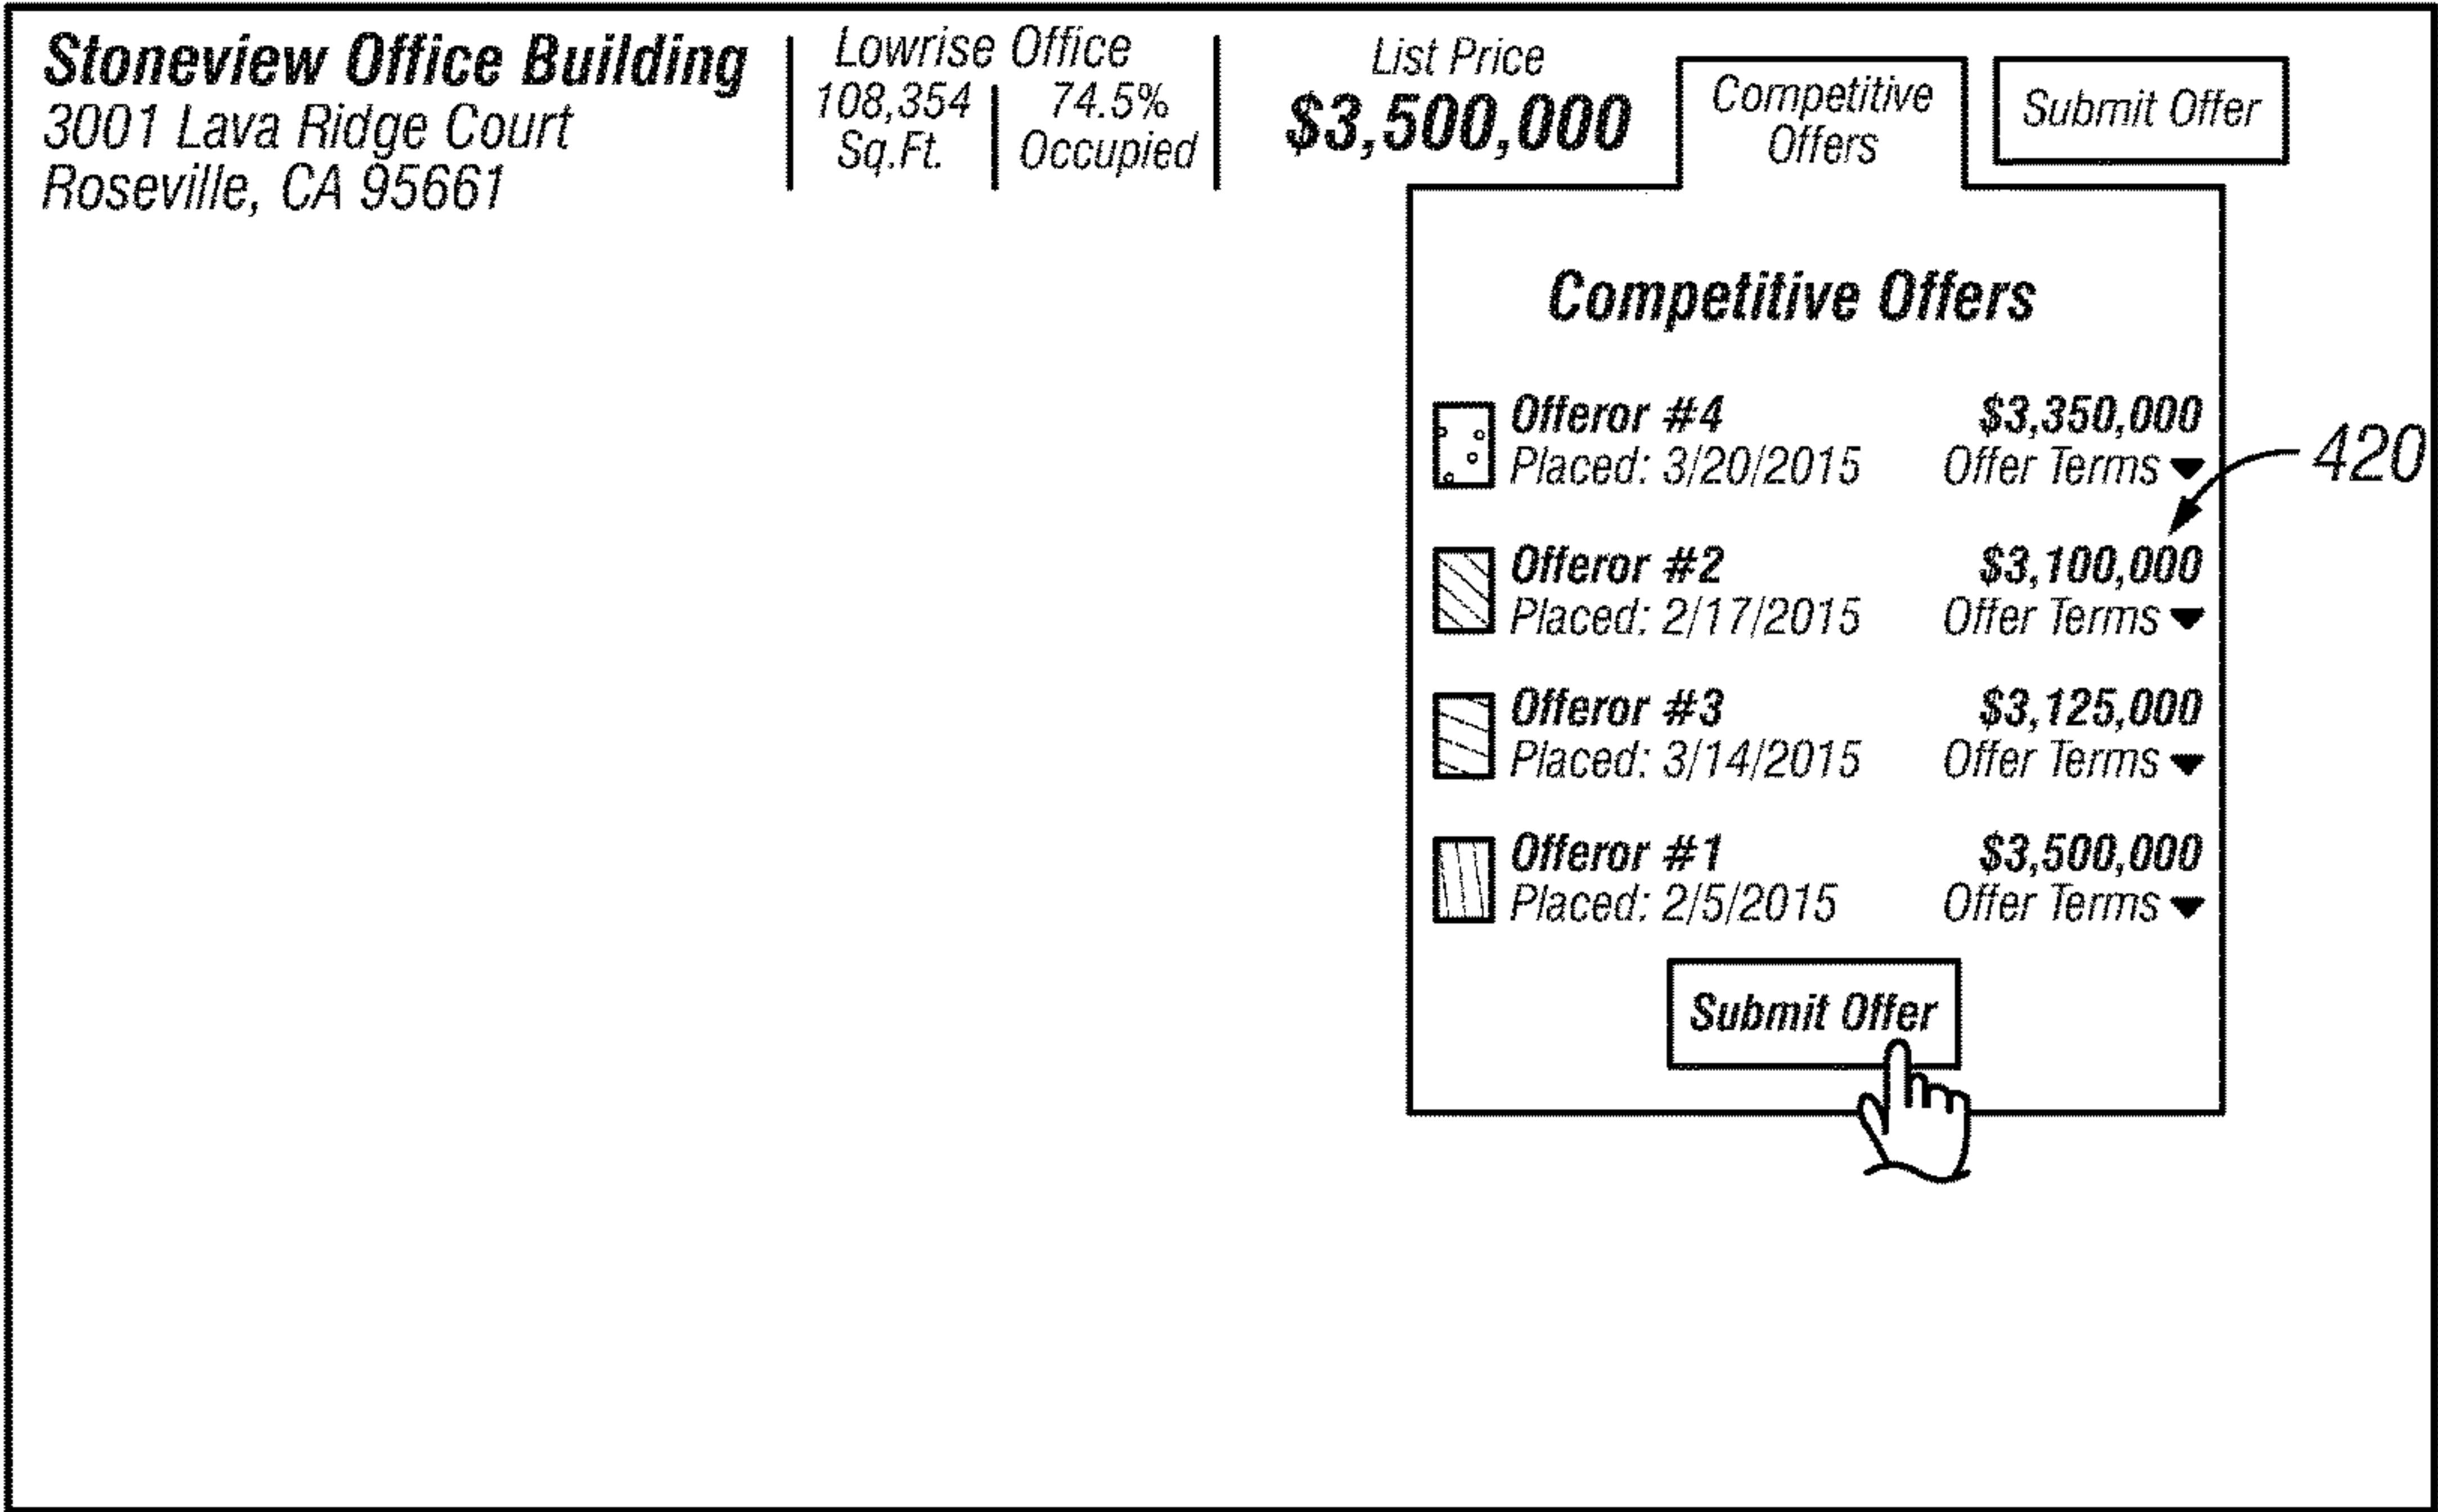 Stoneview Office Building
3001 Lava Ridge Court
Roseville, CA 95661
Lowrise Office
108,354
Sq.Ft.
74.5%
Occupied
List Price
$3,500,000
Competitive
Offers
Submit Offer
Competitive Offers
Offeror #4 $3,350,000
Placed: 3/20/2015 Offer Terms
420
Offeror #2 $3,100,000
Placed: 2/17/2015 Offer Terms
Offeror #3 $3,125,000
Placed: 3/14/2015 Offer Terms
Offeror #1 $3,500,000
Placed: 2/5/2015 Offer Terms
Submit Offer